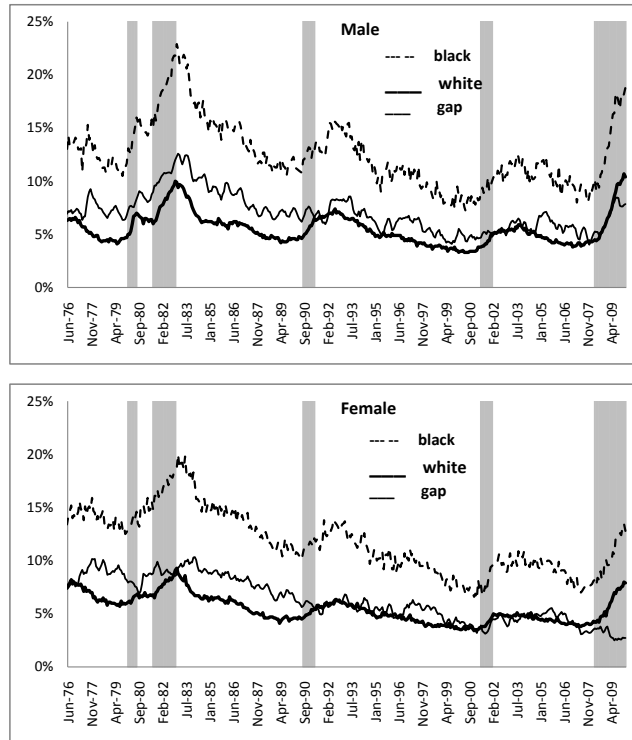 Male
black
white
gap
25%
20%
15%
10%
5%
0%
Jun-76
Nov-77
Apr-79
Sep-80
Feb-82
Jul-83
Jan-85
Jun-86
Nov-87
Apr-89
Sep-90
Feb-92
Jul-93
Jan-95
Jun-96
Nov-97
Apr-99
Sep-00
Feb-02
Jul-03
Jan-05
Jun-06
Nov-07
Apr-09
Female
black
white
gap
25%
20%
15%
10%
5%
0%
Jun-76
Nov-77
Apr-79
Sep-80
Feb-82
Jul-83
Jan-85
Jun-86
Nov-87
Apr-89
Sep-90
Feb-92
Jul-93
Jan-95
Jun-96
Nov-97
Apr-99
Sep-00
Feb-02
Jul-03
Jan-05
Jun-06
Nov-07
Apr-09